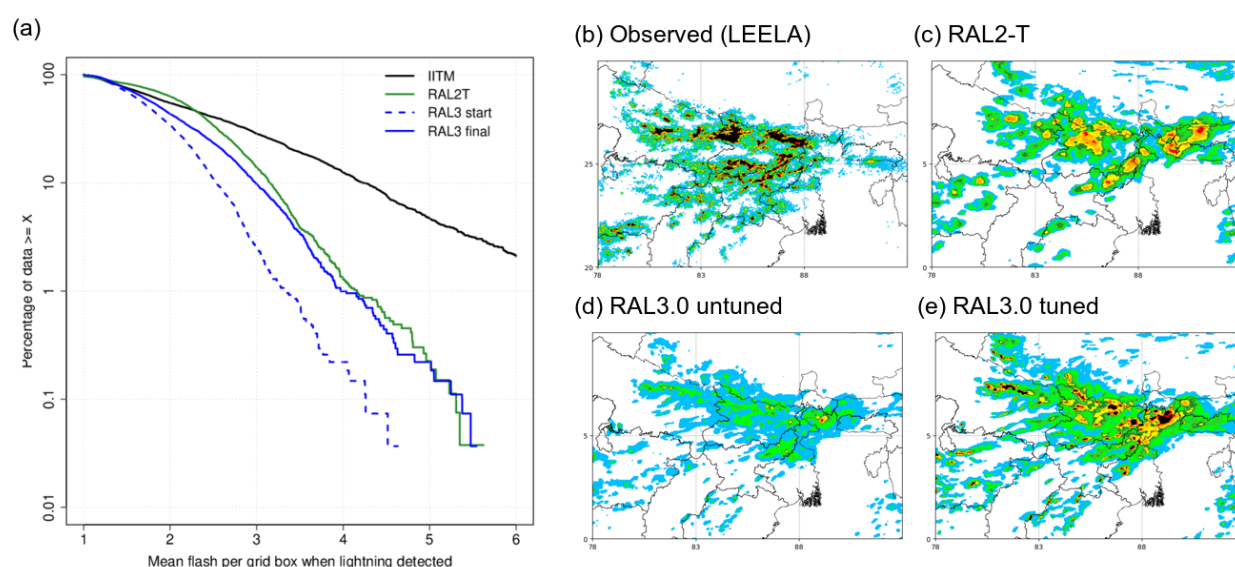 (a)
IITM
RAL2T
RAL3 start
RAL3 final
Percentage of data >= X
100
10
1
0.1
0.01
1 2 3 4 5 6
Mean flash per grid box when lightning detected
(b) Observed (LEELA)
25
20
78 83 88
(c) RAL2-T
5
0
78 83 88
(d) RAL3.0 untuned
5
0
78 83 88
(e) RAL3.0 tuned
5
0
78 83 88